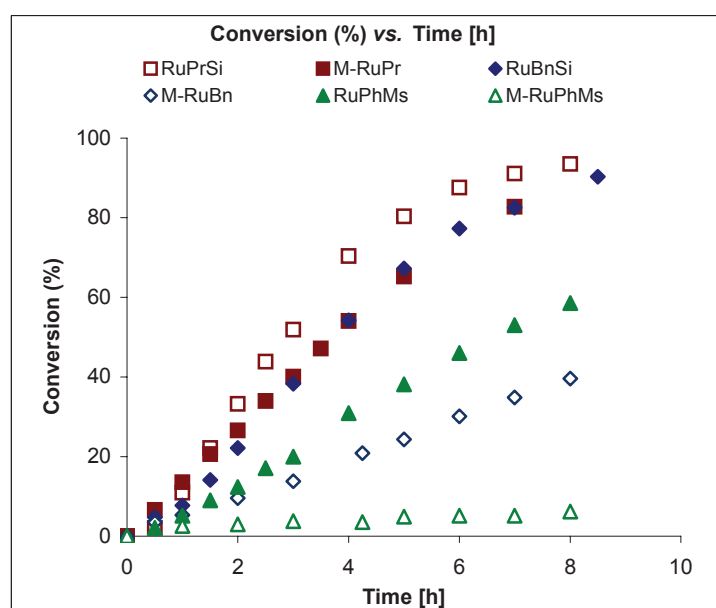 Conversion (%) vs. Time [h]
RuPrSi M-RuPr RuBnSi
M-RuBn RuPhMs M-RuPhMs
100
80
60
40
20
0
Conversion (%)
0 2 4 6 8 10
Time [h]